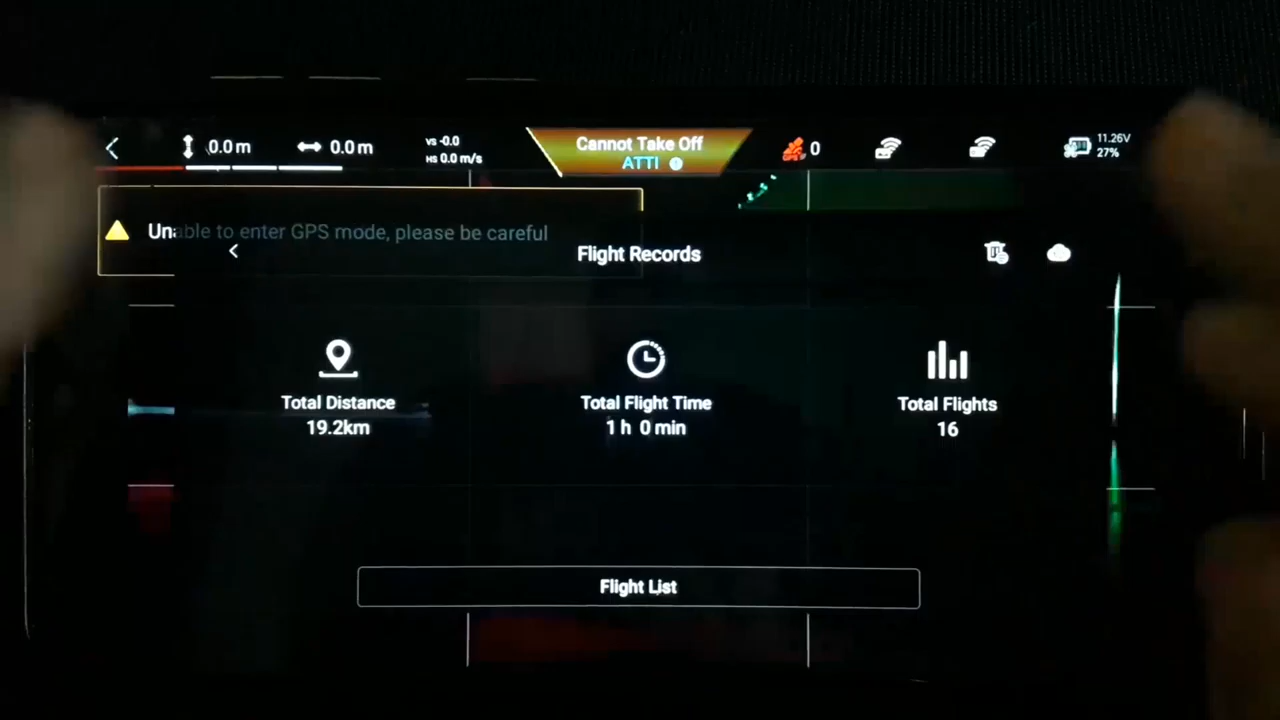 0.0 m
0.0 m
VS -0.0
HS 0.0 m/s
Cannot Take Off
ATTI
0
11.26V
27%
Unable to enter GPS mode, please be careful
Flight Records
Total Distance
19.2km
Total Flight Time
1 h 0 min
Total Flights
16
Flight List